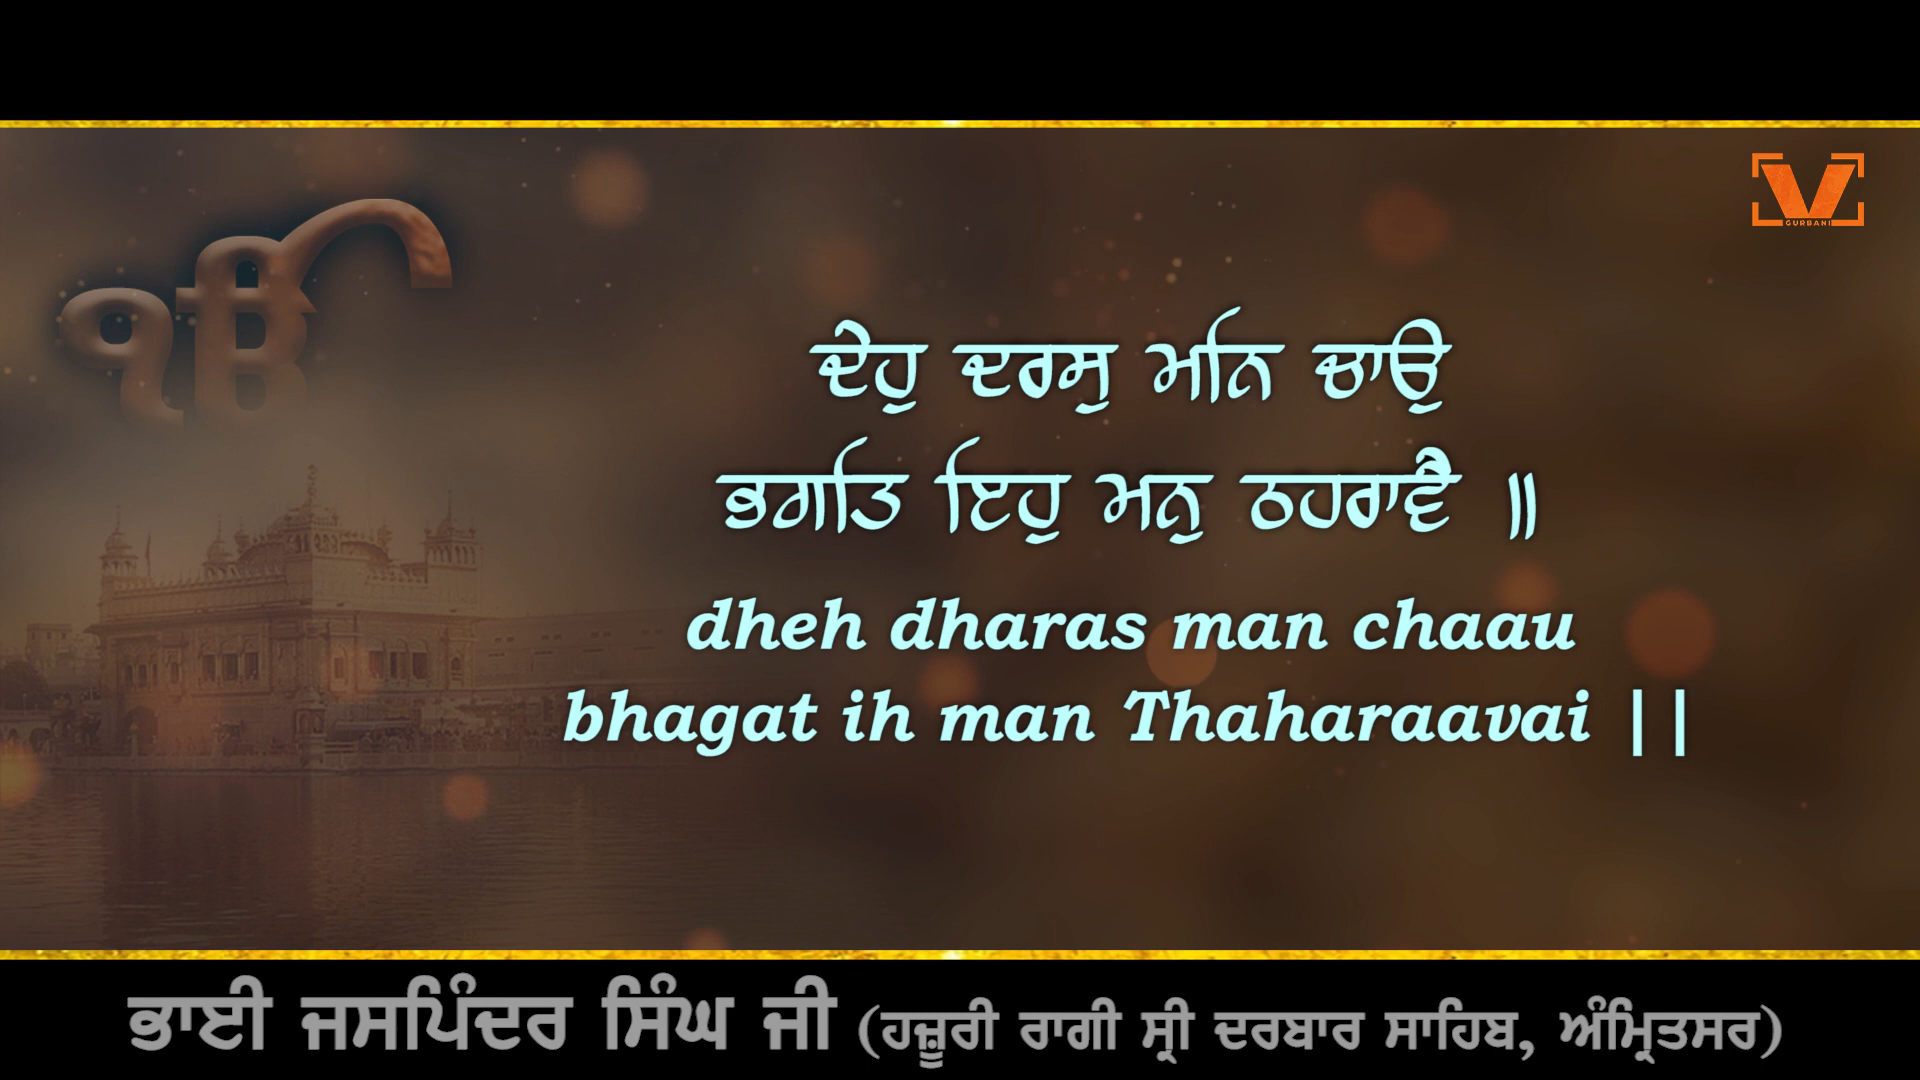 ੴ
V
GURBANI
ਦੇਹੁ ਦਰਸੁ ਮਨਿ ਚਾਉ
ਭਗਤਿ ਇਹੁ ਮਨੁ ਠਹਰਾਵੈ ॥
dheh dharas man chaau
bhagat ih man Thaharaavai ||
ਭਾਈ ਜਸਪਿੰਦਰ ਸਿੰਘ ਜੀ (ਹਜ਼ੂਰੀ ਰਾਗੀ ਸ੍ਰੀ ਦਰਬਾਰ ਸਾਹਿਬ, ਅੰਮ੍ਰਿਤਸਰ)